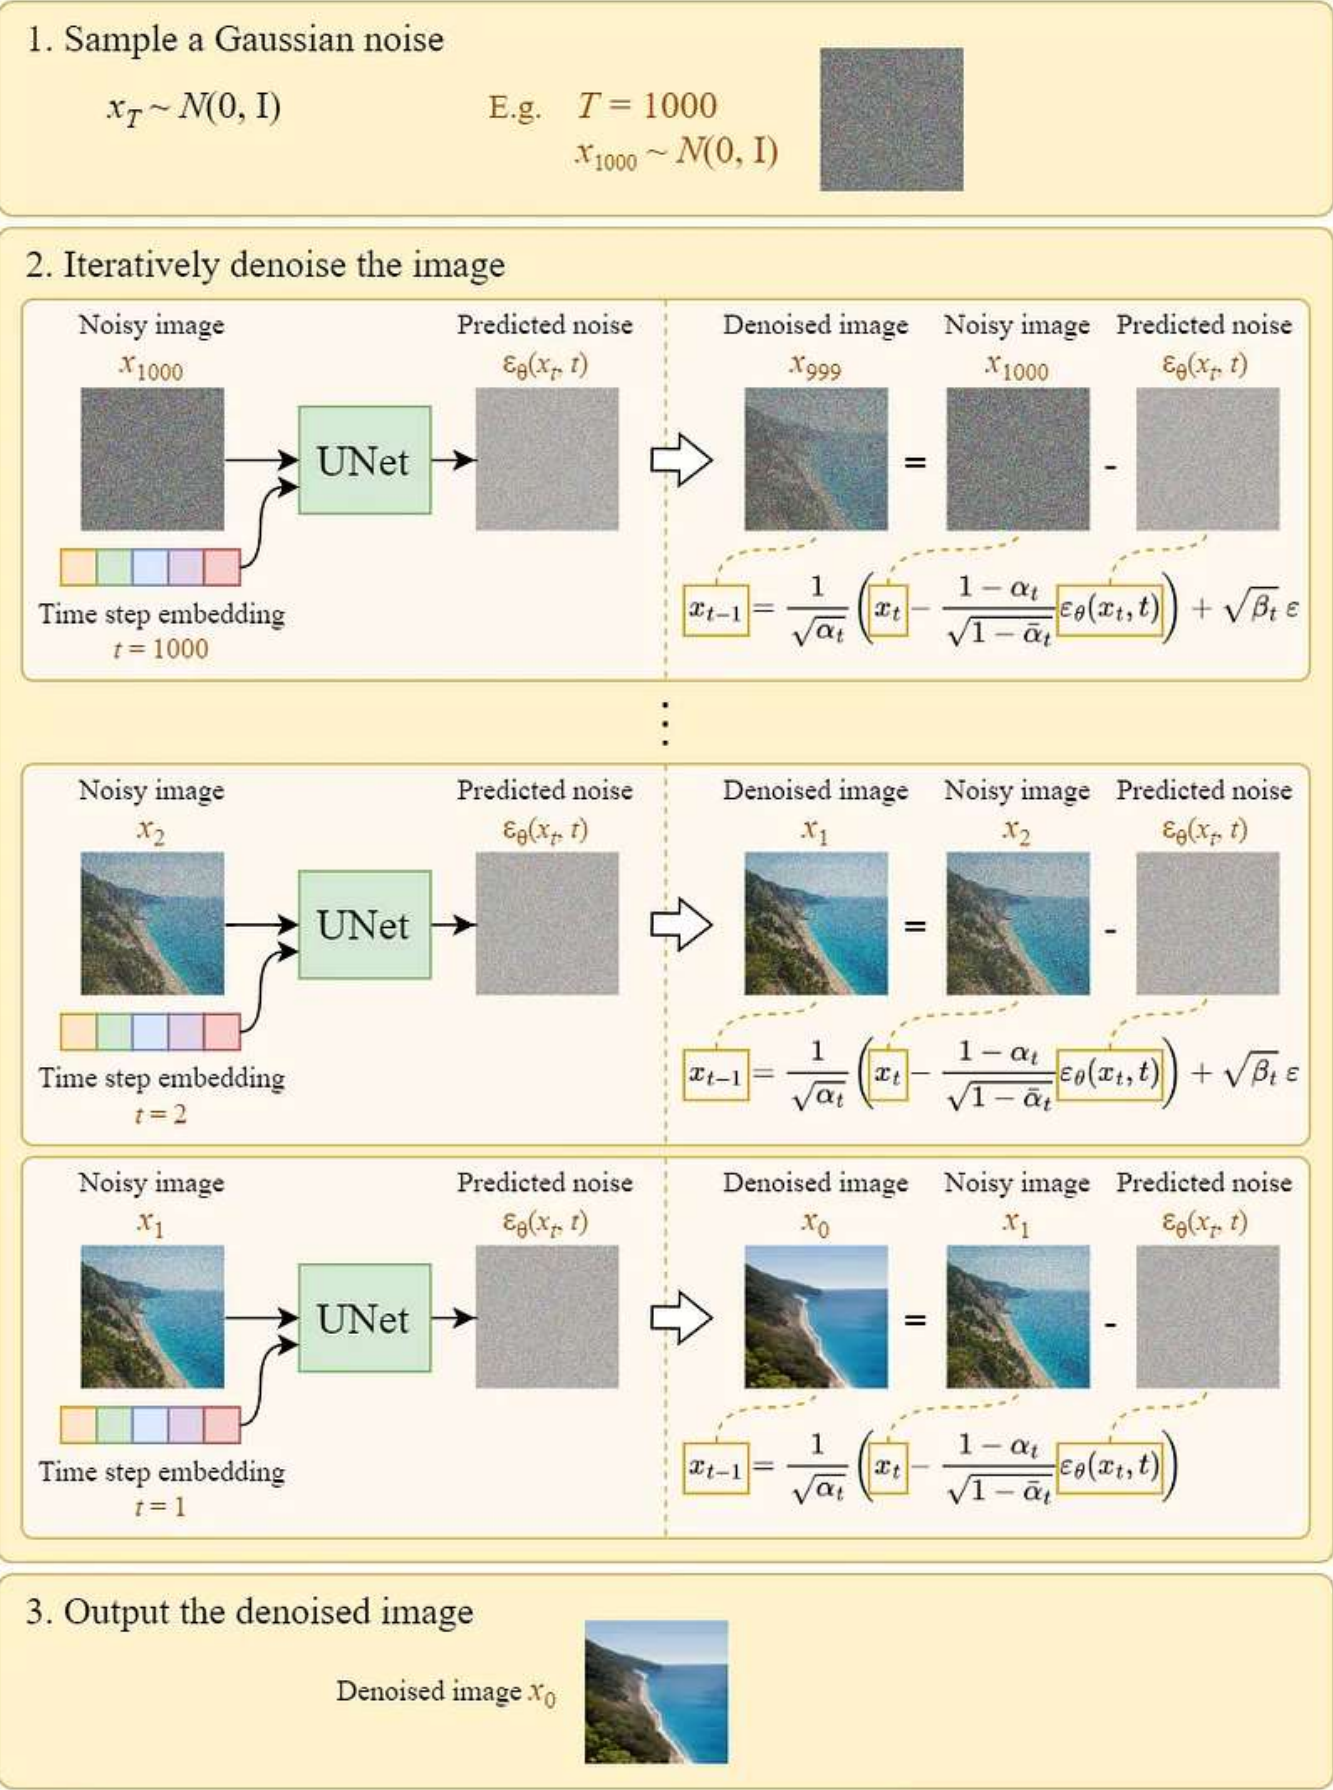 1. Sample a Gaussian noise
x_T ~ N(0, I)
E.g. T = 1000
x_1000 ~ N(0, I)
2. Iteratively denoise the image
Noisy image Predicted noise Denoised image Noisy image Predicted noise
x_1000 ε_θ(x_t, t) x_999 x_1000 ε_θ(x_t, t)
UNet = -
x_{t-1} = 1/√α_t (x_t − (1 − α_t)/√(1 − ᾱ_t) ε_θ(x_t, t)) + √β_t ε
Time step embedding
t = 1000
⋮
Noisy image Predicted noise Denoised image Noisy image Predicted noise
x_2 ε_θ(x_t, t) x_1 x_2 ε_θ(x_t, t)
UNet = -
x_{t-1} = 1/√α_t (x_t − (1 − α_t)/√(1 − ᾱ_t) ε_θ(x_t, t)) + √β_t ε
Time step embedding
t = 2
Noisy image Predicted noise Denoised image Noisy image Predicted noise
x_1 ε_θ(x_t, t) x_0 x_1 ε_θ(x_t, t)
UNet = -
x_{t-1} = 1/√α_t (x_t − (1 − α_t)/√(1 − ᾱ_t) ε_θ(x_t, t))
Time step embedding
t = 1
3. Output the denoised image
Denoised image x_0